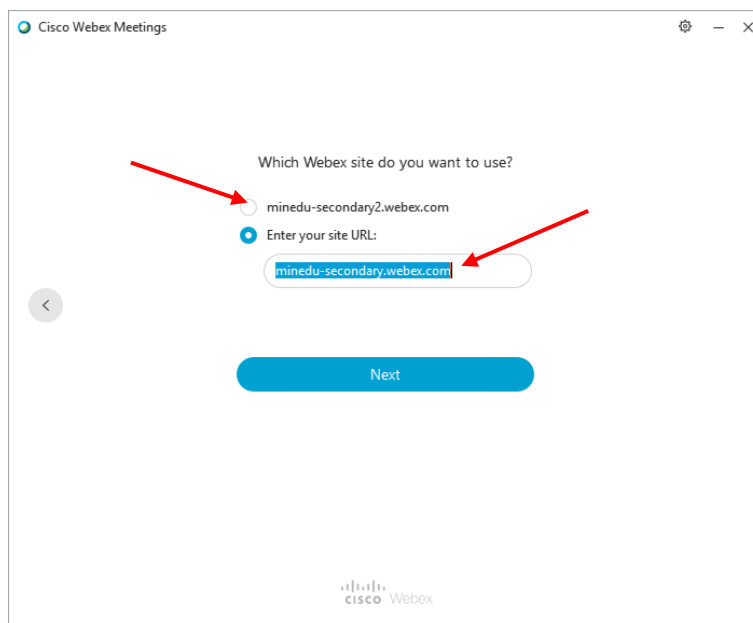 Cisco Webex Meetings
Which Webex site do you want to use?
minedu-secondary2.webex.com
Enter your site URL:
minedu-secondary.webex.com
Next
CISCO Webex